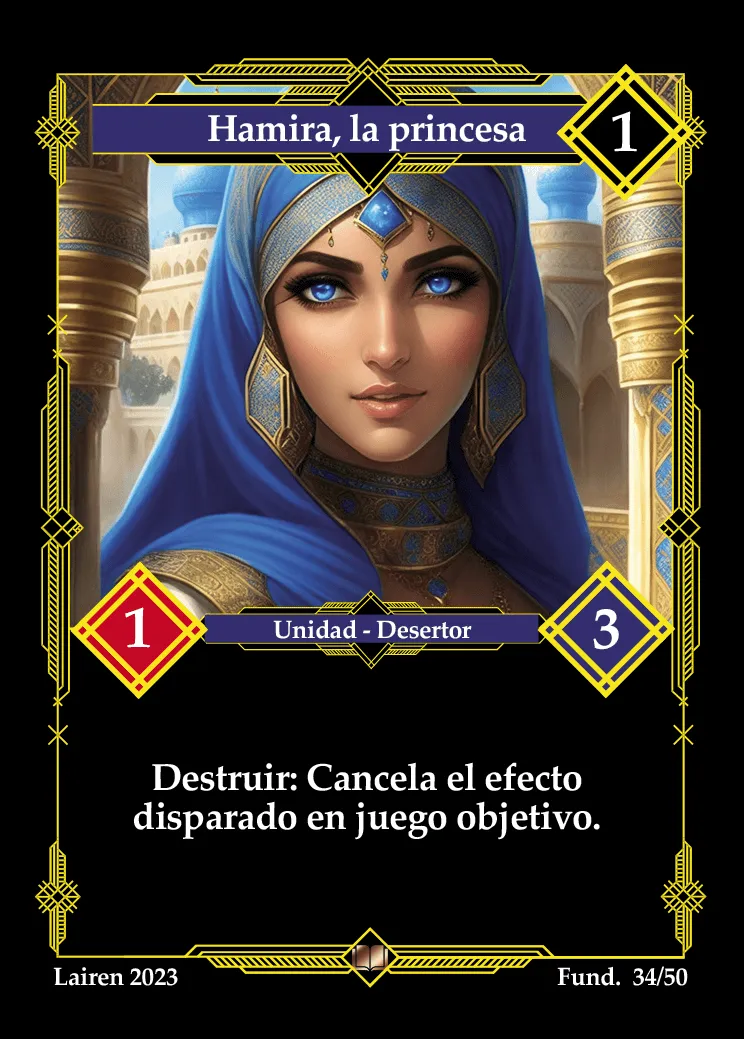 Hamira, la princesa
1
1
Unidad - Desertor
3
Destruir: Cancela el efecto
disparado en juego objetivo.
Lairen 2023
Fund. 34/50